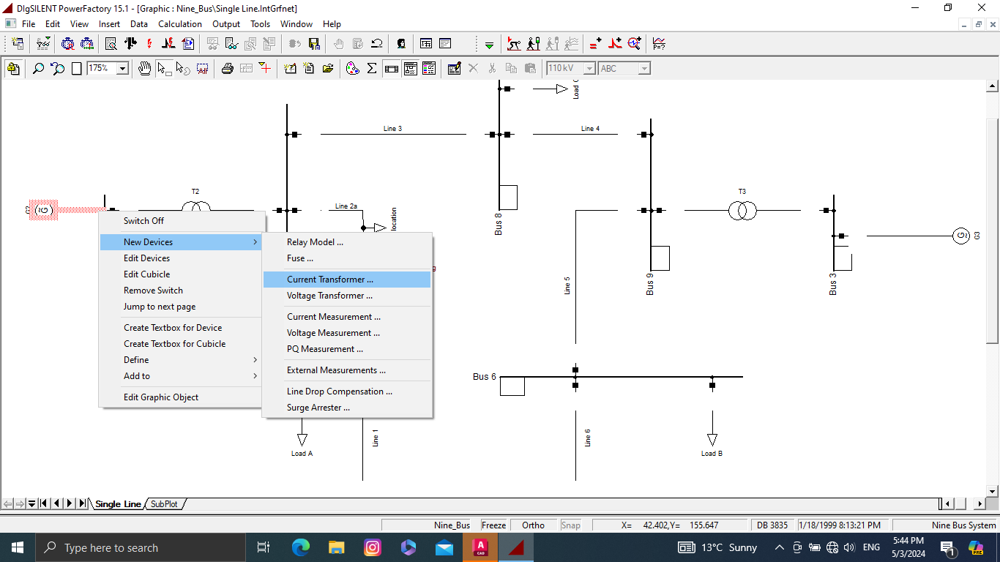 DIgSILENT PowerFactory 15.1 - [Graphic : Nine_Bus\Single Line.IntGrfnet]
File Edit View Insert Data Calculation Output Tools Window Help
175%
110 kV
ABC
Line 3
Line 4
T2
Line 2a
location
T3
G2
G~
Switch Off
New Devices
Edit Devices
Edit Cubicle
Remove Switch
Jump to next page
Create Textbox for Device
Create Textbox for Cubicle
Define
Add to
Edit Graphic Object
Relay Model ...
Fuse ...
Current Transformer ...
Voltage Transformer ...
Current Measurement ...
Voltage Measurement ...
PQ Measurement ...
External Measurements ...
Line Drop Compensation ...
Surge Arrester ...
Bus 8
Line 5
Bus 9
Bus 3
G~
G3
Bus 6
Line 1
Line 6
Load A
Load B
Single Line
SubPlot
Nine_Bus
Freeze
Ortho
Snap
X= 42.402,Y= 155.647
DB 3835
1/18/1999 8:13:21 PM
Nine Bus System
Type here to search
13°C Sunny
ENG
5:44 PM
5/3/2024
1